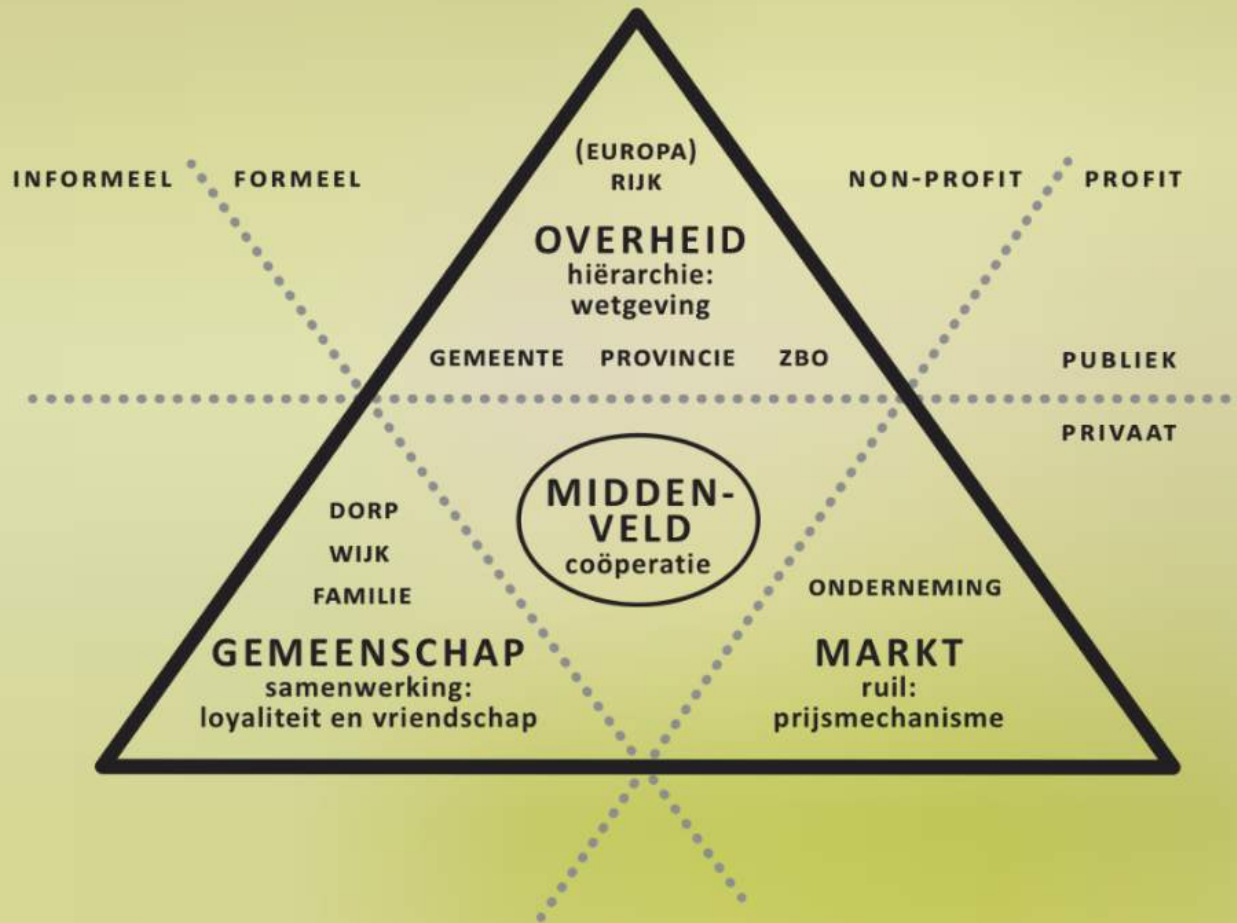 (EUROPA)
RIJK
INFORMEEL FORMEEL
NON-PROFIT PROFIT
OVERHEID
hiërarchie:
wetgeving
GEMEENTE PROVINCIE ZBO
PUBLIEK
PRIVAAT
MIDDEN-
VELD
coöperatie
DORP
WIJK
FAMILIE
GEMEENSCHAP
samenwerking:
loyaliteit en vriendschap
ONDERNEMING
MARKT
ruil:
prijsmechanisme